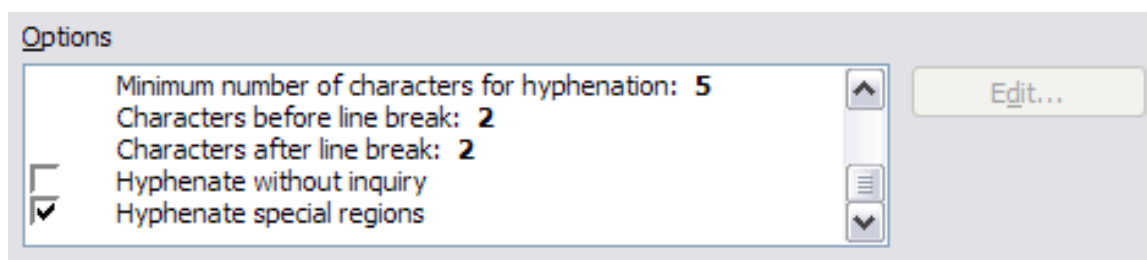 Options
Minimum number of characters for hyphenation: 5
Edit...
Characters before line break: 2
Characters after line break: 2
Hyphenate without inquiry
Hyphenate special regions